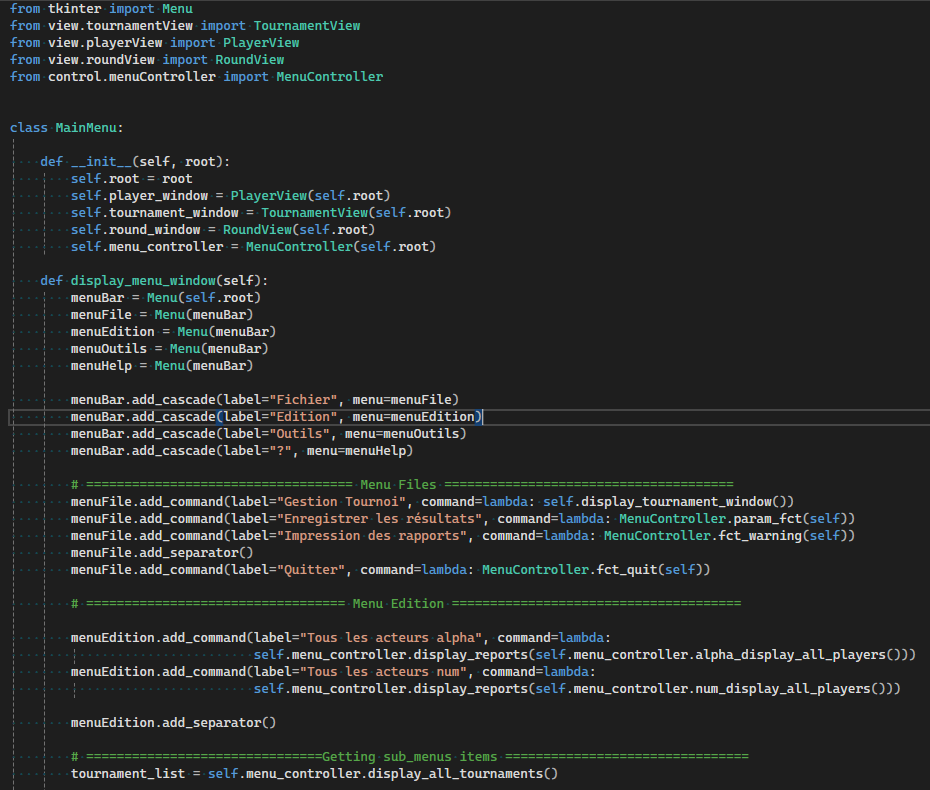 from tkinter import Menu
from view.tournamentView import TournamentView
from view.playerView import PlayerView
from view.roundView import RoundView
from control.menuController import MenuController
class MainMenu:
def __init__(self, root):
self.root = root
self.player_window = PlayerView(self.root)
self.tournament_window = TournamentView(self.root)
self.round_window = RoundView(self.root)
self.menu_controller = MenuController(self.root)
def display_menu_window(self):
menuBar = Menu(self.root)
menuFile = Menu(menuBar)
menuEdition = Menu(menuBar)
menuOutils = Menu(menuBar)
menuHelp = Menu(menuBar)
menuBar.add_cascade(label="Fichier", menu=menuFile)
menuBar.add_cascade(label="Edition", menu=menuEdition)
menuBar.add_cascade(label="Outils", menu=menuOutils)
menuBar.add_cascade(label="?", menu=menuHelp)
# =================================== Menu Files ======================================
menuFile.add_command(label="Gestion Tournoi", command=lambda: self.display_tournament_window())
menuFile.add_command(label="Enregistrer les résultats", command=lambda: MenuController.param_fct(self))
menuFile.add_command(label="Impression des rapports", command=lambda: MenuController.fct_warning(self))
menuFile.add_separator()
menuFile.add_command(label="Quitter", command=lambda: MenuController.fct_quit(self))
# ================================== Menu Edition ======================================
menuEdition.add_command(label="Tous les acteurs alpha", command=lambda:
self.menu_controller.display_reports(self.menu_controller.alpha_display_all_players()))
menuEdition.add_command(label="Tous les acteurs num", command=lambda:
self.menu_controller.display_reports(self.menu_controller.num_display_all_players()))
menuEdition.add_separator()
# ===============================Getting sub_menus items ================================
tournament_list = self.menu_controller.display_all_tournaments()